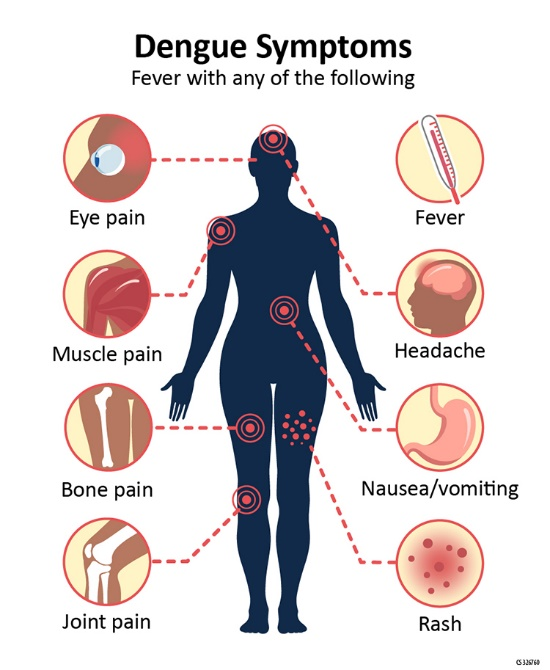 Dengue Symptoms
Fever with any of the following
Eye pain
Fever
Muscle pain
Headache
Bone pain
Nausea/vomiting
Joint pain
Rash
CS 326760